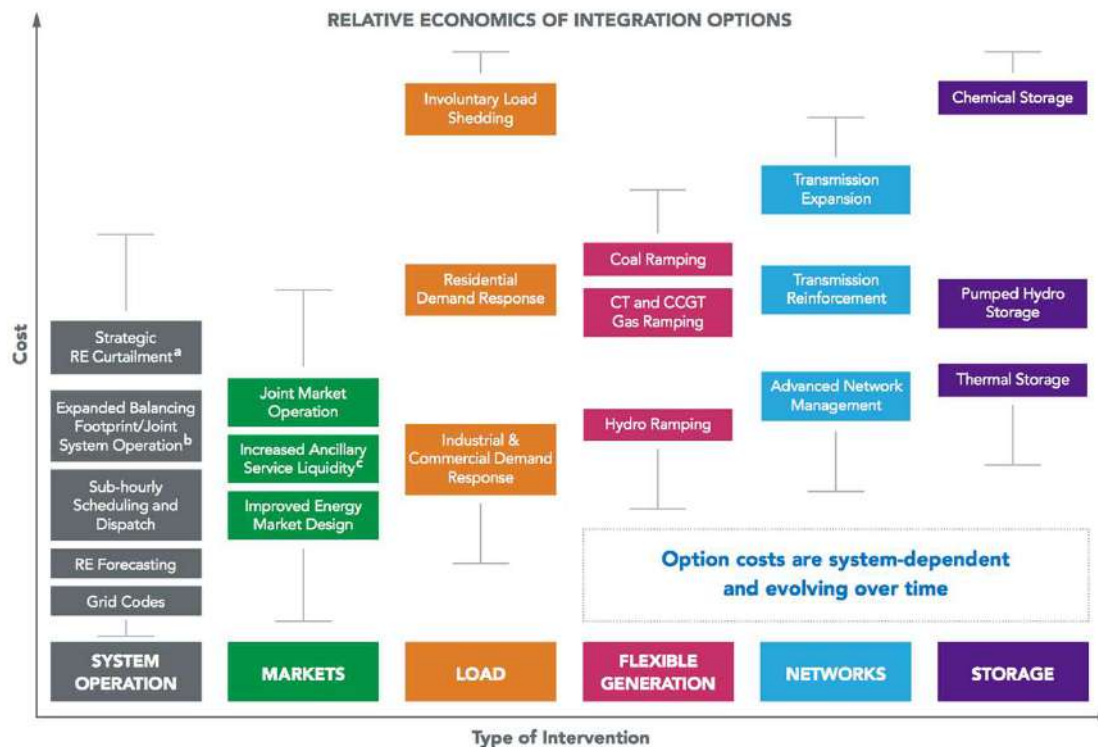 RELATIVE ECONOMICS OF INTEGRATION OPTIONS
Cost
Strategic
RE Curtailment a
Expanded Balancing
Footprint/Joint
System Operation b
Sub-hourly
Scheduling and
Dispatch
RE Forecasting
Grid Codes
SYSTEM
OPERATION
Joint Market
Operation
Increased Ancillary
Service Liquidity c
Improved Energy
Market Design
MARKETS
Involuntary Load
Shedding
Residential
Demand Response
Industrial &
Commercial Demand
Response
LOAD
Coal Ramping
CT and CCGT
Gas Ramping
Hydro Ramping
FLEXIBLE
GENERATION
Transmission
Expansion
Transmission
Reinforcement
Advanced Network
Management
NETWORKS
Chemical Storage
Pumped Hydro
Storage
Thermal Storage
STORAGE
Option costs are system-dependent
and evolving over time
Type of Intervention